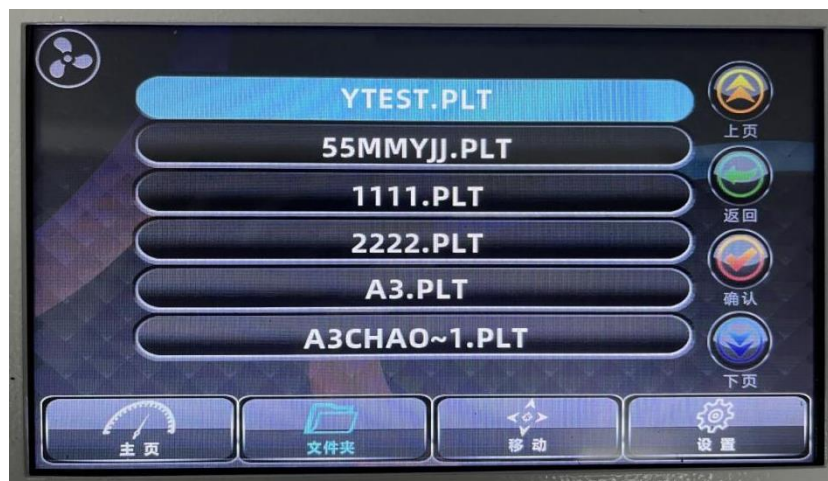 YTEST.PLT
上页
55MMYJJ.PLT
返回
1111.PLT
2222.PLT
确认
A3.PLT
A3CHAO~1.PLT
下页
主页
文件夹
移动
设置